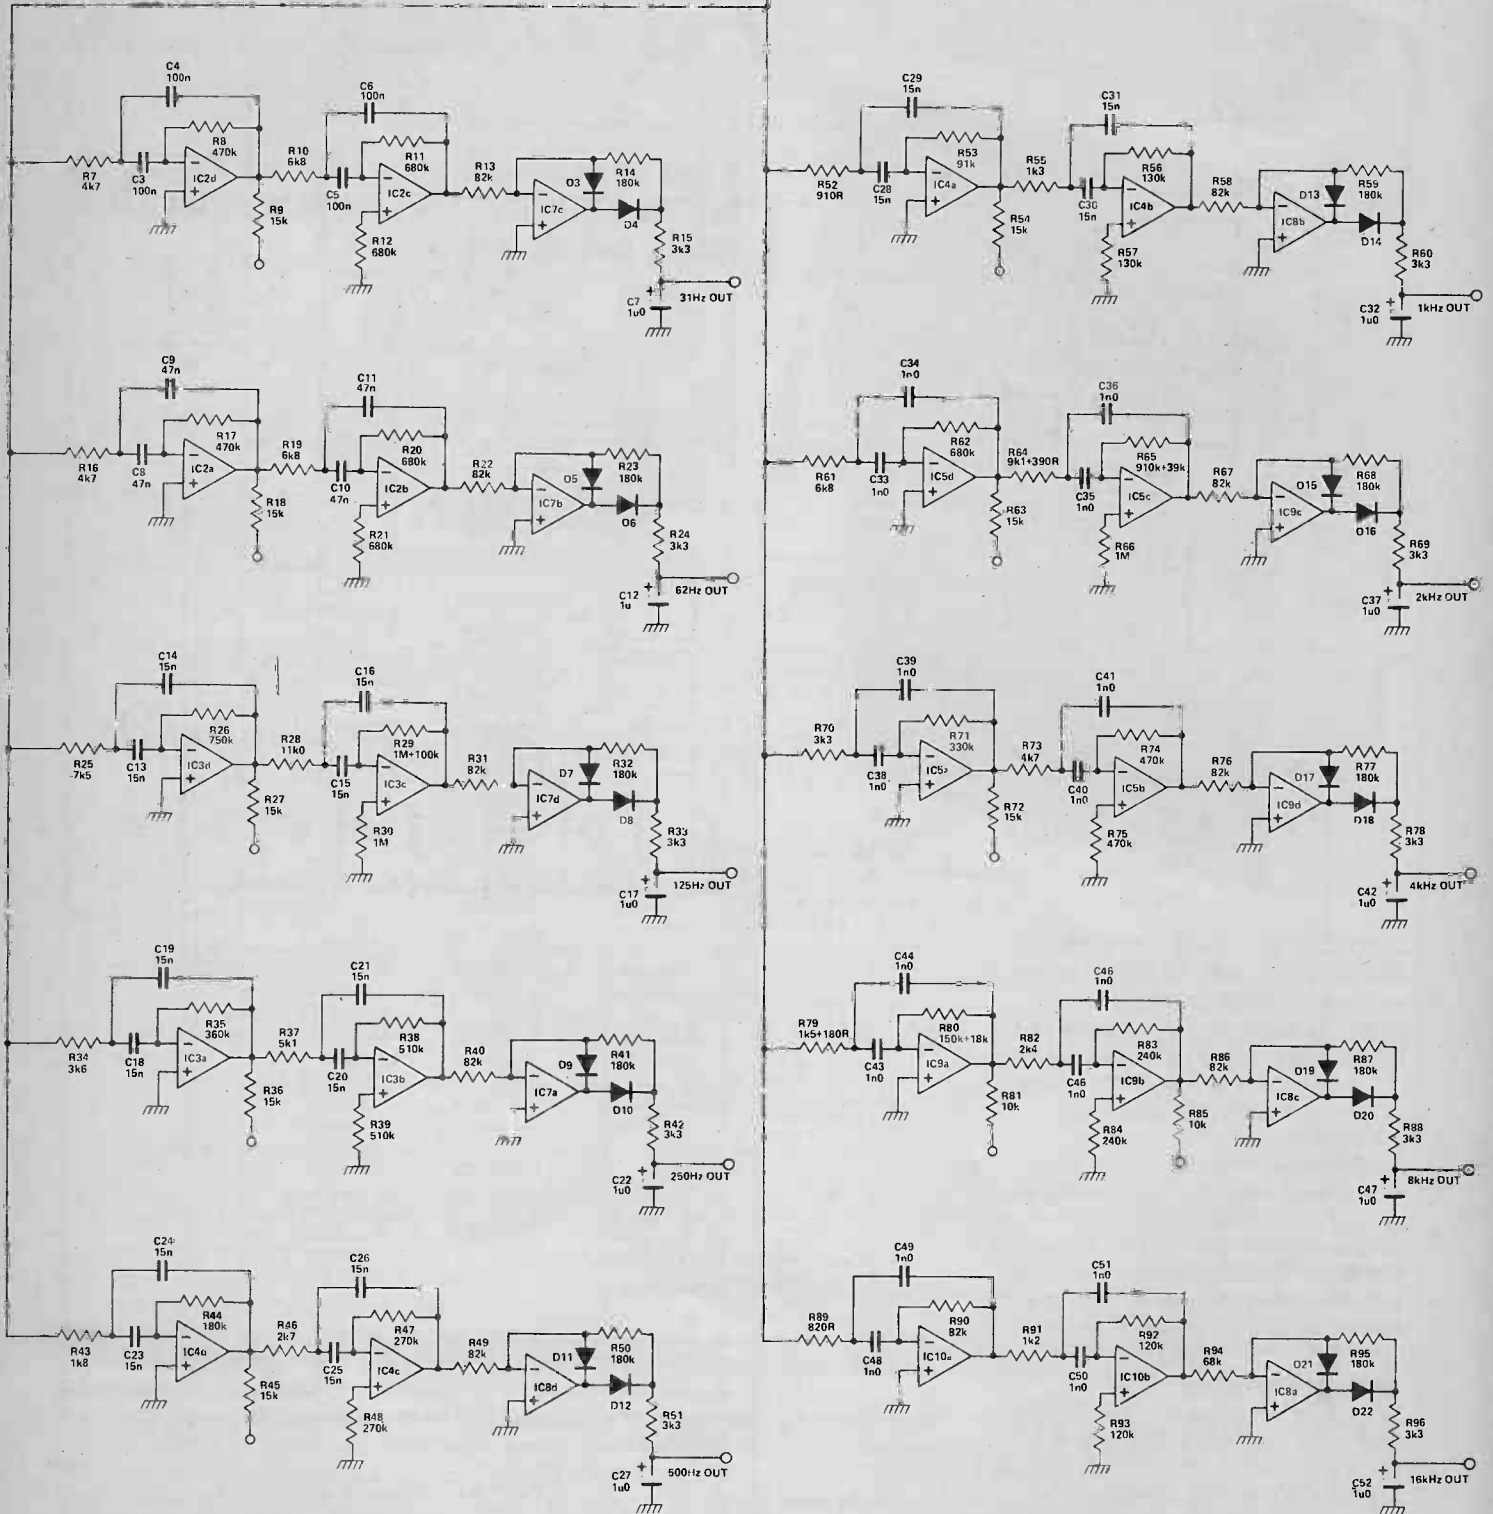 C4
100n
C6
100n
R8
470k
R7
4k7
C3
100n
IC2d
R10
6k8
R11
680k
C5
100n
IC2c
R13
82k
R14
180k
O3
IC7c
D4
R9
15k
R12
680k
R15
3k3
C7
1u0
31Hz OUT
C9
47n
C11
47n
R17
470k
R16
4k7
C8
47n
IC2a
R19
6k8
R20
680k
C10
47n
IC2b
R22
82k
R23
180k
O5
IC7b
O6
R18
15k
R21
680k
R24
3k3
C12
1u
62Hz OUT
C14
15n
C16
15n
R26
750k
R25
7k5
C13
15n
IC3d
R28
11k0
R29
1M+100k
C15
15n
IC3c
R31
82k
R32
180k
D7
IC7d
D8
R27
15k
R30
1M
R33
3k3
C17
1u0
125Hz OUT
C19
15n
C21
15n
R35
360k
R34
3k6
C18
15n
IC3a
R37
5k1
R38
510k
C20
15n
IC3b
R40
82k
R41
180k
O9
IC7a
O10
R36
15k
R39
510k
R42
3k3
C22
1u0
250Hz OUT
C24
15n
C26
15n
R44
180k
R43
1k8
C23
15n
R46
2k7
R47
270k
C25
15n
IC4c
R49
82k
R50
180k
D11
IC8d
D12
R45
15k
R48
270k
R51
3k3
C27
1u0
500Hz OUT
C29
15n
C31
15n
R53
91k
R52
910R
C28
15n
IC4a
R55
1k3
R56
130k
C30
15n
IC4b
R58
82k
R59
180k
D13
IC8b
D14
R54
15k
R57
130k
R60
3k3
C32
1u0
1kHz OUT
C34
1n0
C36
1n0
R62
680k
R61
6k8
C33
1n0
IC5d
R64
9k1+390R
R65
910k+39k
C35
1n0
IC5c
R67
82k
R68
180k
O15
IC9c
O16
R63
15k
R66
1M
R69
3k3
C37
1u0
2kHz OUT
C39
1n0
C41
1n0
R70
3k3
R71
330k
C38
1n0
R73
4k7
R74
470k
C40
1n0
IC5b
R76
82k
R77
180k
D17
IC9d
D18
R72
15k
R75
470k
R78
3k3
C42
1u0
4kHz OUT
C44
1n0
C46
1n0
R79
1k5+180R
R80
150k+18k
C43
1n0
IC9a
R82
2k4
R83
240k
C46
1n0
IC9b
R86
82k
R87
180k
O19
IC8c
D20
R81
10k
R84
240k
R85
10k
R88
3k3
C47
1u0
8kHz OUT
C49
1n0
C51
1n0
R89
820R
R90
82k
C48
1n0
R91
1k2
R92
120k
C50
1n0
IC10b
R94
68k
R95
180k
O21
IC8a
D22
R93
120k
R96
3k3
C52
1u0
16kHz OUT